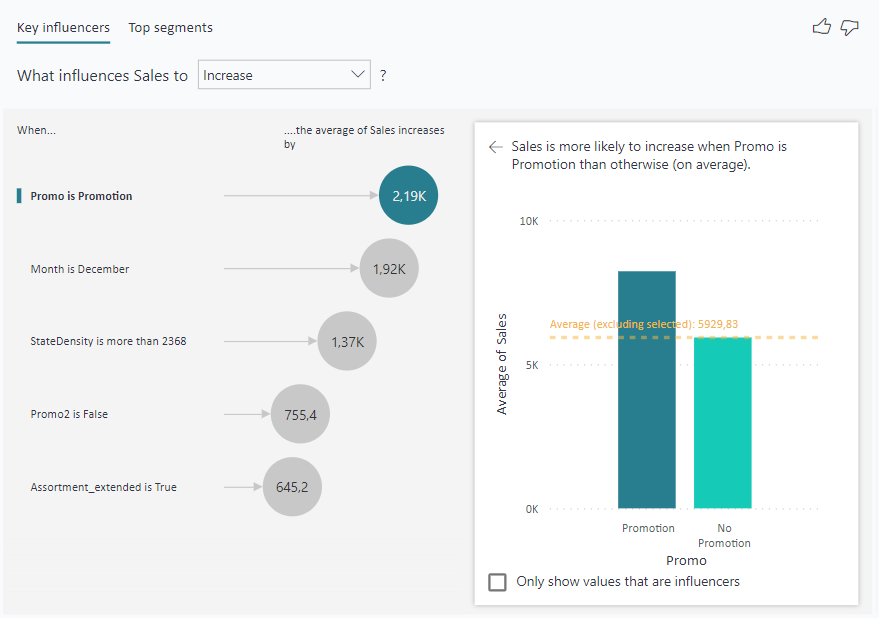 Key influencers
Top segments
What influences Sales to
Increase
?
When...
....the average of Sales increases
by
Promo is Promotion
2,19K
Month is December
1,92K
StateDensity is more than 2368
1,37K
Promo2 is False
755,4
Assortment_extended is True
645,2
Sales is more likely to increase when Promo is
Promotion than otherwise (on average).
10K
Average (excluding selected): 5929,83
5K
0K
Average of Sales
Promotion
No
Promotion
Promo
Only show values that are influencers